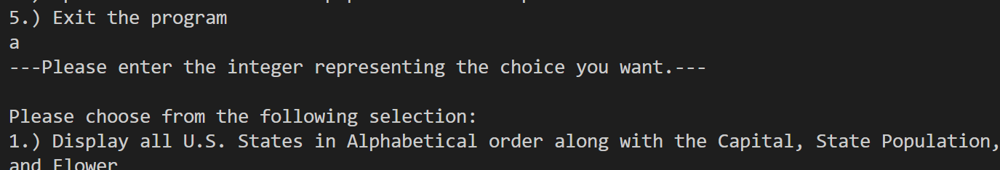 5.) Exit the program
a
---Please enter the integer representing the choice you want.---
Please choose from the following selection:
1.) Display all U.S. States in Alphabetical order along with the Capital, State Population,
and Flower